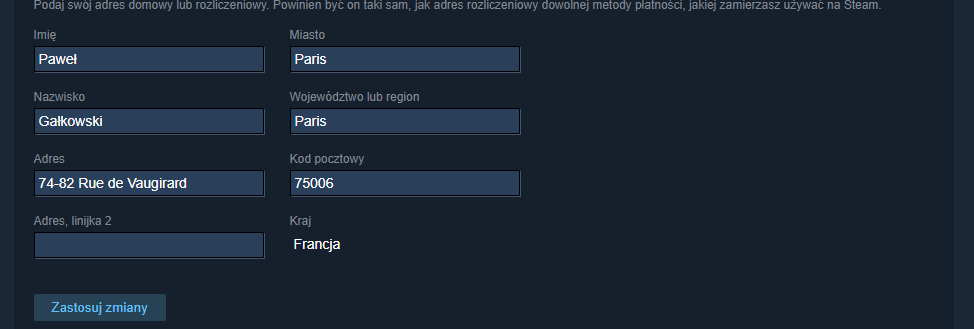 Podaj swój adres domowy lub rozliczeniowy. Powinien być on taki sam, jak adres rozliczeniowy dowolnej metody płatności, jakiej zamierzasz używać na Steam.
Imię
Miasto
Paweł
Paris
Nazwisko
Województwo lub region
Gałkowski
Paris
Adres
Kod pocztowy
74-82 Rue de Vaugirard
75006
Adres, linijka 2
Kraj
Francja
Zastosuj zmiany